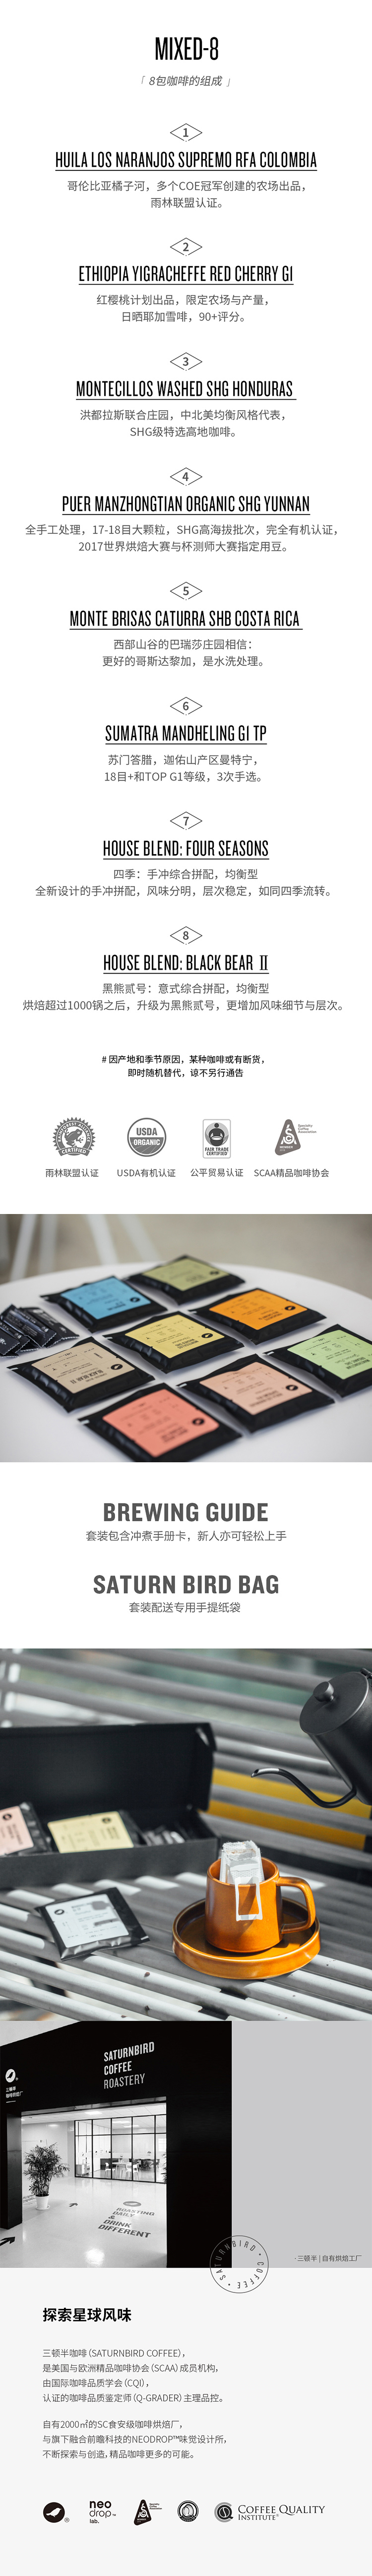 MIXED-8
「 8包咖啡的组成 」
1
HUILA LOS NARANJOS SUPREMO RFA COLOMBIA
哥伦比亚橘子河，多个COE冠军创建的农场出品，
雨林联盟认证。
2
ETHIOPIA YIGRACHEFFE RED CHERRY G1
红樱桃计划出品，限定农场与产量，
日晒耶加雪啡，90+评分。
3
MONTECILLOS WASHED SHG HONDURAS
洪都拉斯联合庄园，中北美均衡风格代表，
SHG级特选高地咖啡。
4
PUER MANZHONGTIAN ORGANIC SHG YUNNAN
全手工处理，17-18目大颗粒，SHG高海拔批次，完全有机认证，
2017世界烘焙大赛与杯测师大赛指定用豆。
5
MONTE BRISAS CATURRA SHB COSTA RICA
西部山谷的巴瑞莎庄园相信：
更好的哥斯达黎加，是水洗处理。
6
SUMATRA MANDHELING G1 TP
苏门答腊，迦佑山产区曼特宁，
18目+和TOP G1等级，3次手选。
7
HOUSE BLEND: FOUR SEASONS
四季：手冲综合拼配，均衡型
全新设计的手冲拼配，风味分明，层次稳定，如同四季流转。
8
HOUSE BLEND: BLACK BEAR Ⅱ
黑熊贰号：意式综合拼配，均衡型
烘焙超过1000锅之后，升级为黑熊贰号，更增加风味细节与层次。
# 因产地和季节原因，某种咖啡或有断货，
即时随机替代，谅不另行通告
CERTIFIED
USDA
ORGANIC
FAIR TRADE
CERTIFIED
Specialty
Coffee
Association
雨林联盟认证 USDA有机认证 公平贸易认证 SCAA精品咖啡协会
BREWING GUIDE
套装包含冲煮手册卡，新人亦可轻松上手
SATURN BIRD BAG
套装配送专用手提纸袋
SATURNBIRD
COFFEE
ROASTERY
三顿半
ROASTING
DAILY
&
DRINK
DIFFERENT
SATURNBIRD • COFFEE •
· 三顿半 | 自有烘焙工厂
探索星球风味
三顿半咖啡（SATURNBIRD COFFEE），
是美国与欧洲精品咖啡协会（SCAA）成员机构，
由国际咖啡品质学会（CQI），
认证的咖啡品质鉴定师（Q-GRADER）主理品控。
自有2000㎡的SC食安级咖啡烘焙厂，
与旗下融合前瞻科技的NEODROP™味觉设计所，
不断探索与创造，精品咖啡更多的可能。
neo
drop™
lab.
COFFEE QUALITY
INSTITUTE®